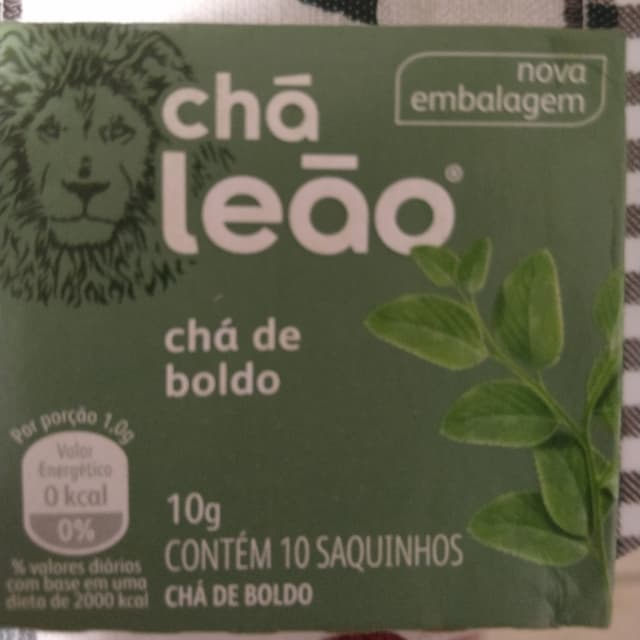 chá
leão®
nova
embalagem
chá de
boldo
Por porção 1,0g
Valor
Energético
0 kcal
0%
% valores diários
com base em uma
dieta de 2000 kcal
10g
CONTÉM 10 SAQUINHOS
CHÁ DE BOLDO